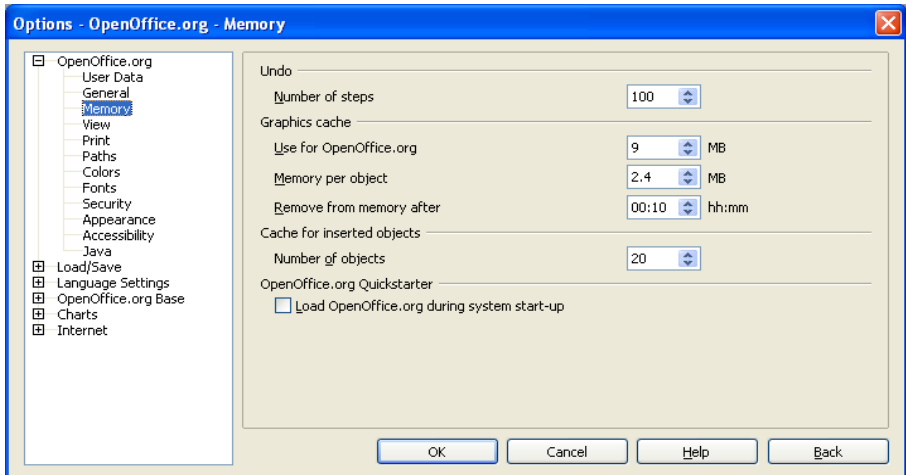 Options - OpenOffice.org - Memory
OpenOffice.org
User Data
General
Memory
View
Print
Paths
Colors
Fonts
Security
Appearance
Accessibility
Java
Load/Save
Language Settings
OpenOffice.org Base
Charts
Internet
Undo
Number of steps 100
Graphics cache
Use for OpenOffice.org 9 MB
Memory per object 2.4 MB
Remove from memory after 00:10 hh:mm
Cache for inserted objects
Number of objects 20
OpenOffice.org Quickstarter
Load OpenOffice.org during system start-up
OK Cancel Help Back